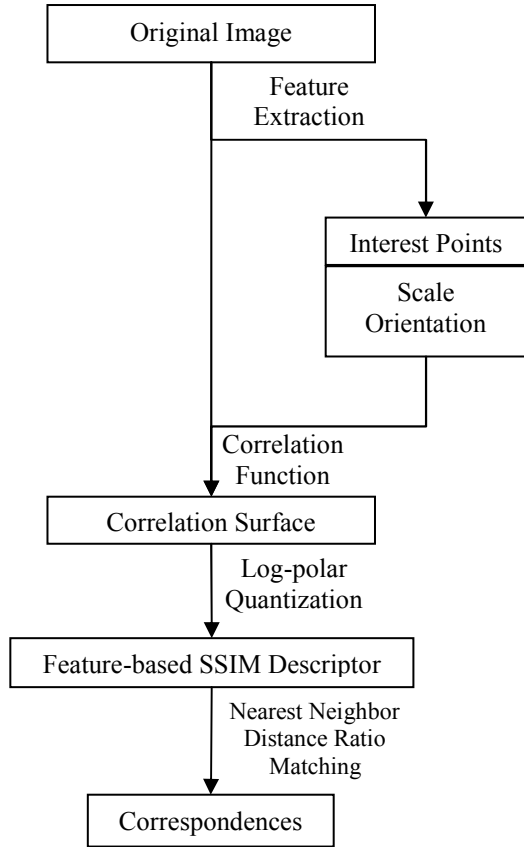 Original Image
Feature
Extraction
Interest Points
Scale
Orientation
Correlation
Function
Correlation Surface
Log-polar
Quantization
Feature-based SSIM Descriptor
Nearest Neighbor
Distance Ratio
Matching
Correspondences